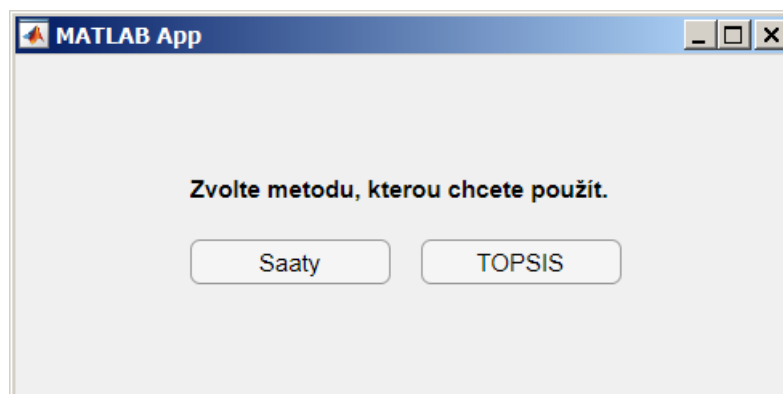 MATLAB App
Zvolte metodu, kterou chcete použít.
Saaty TOPSIS